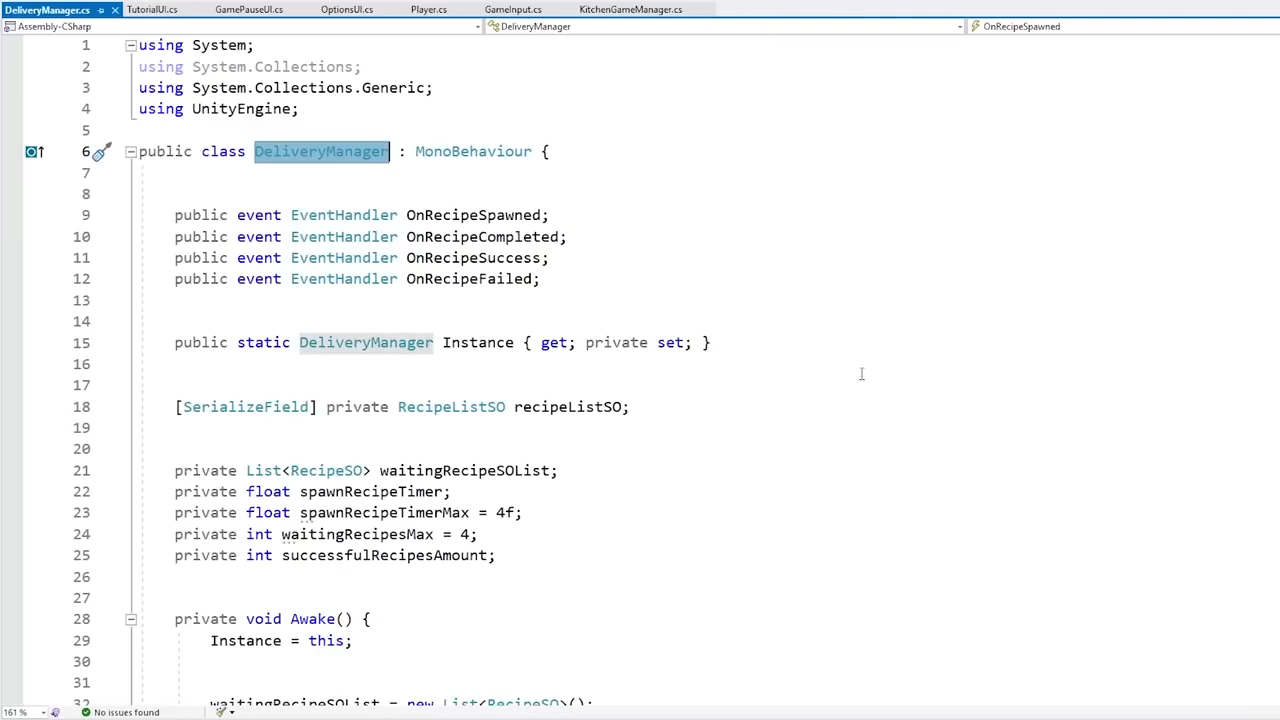 DeliveryManager.cs TutorialUI.cs GamePauseUI.cs OptionsUI.cs Player.cs GameInput.cs KitchenGameManager.cs
Assembly-CSharp DeliveryManager OnRecipeSpawned
1 using System;
2 using System.Collections;
3 using System.Collections.Generic;
4 using UnityEngine;
5
6 public class DeliveryManager : MonoBehaviour {
7
8
9 public event EventHandler OnRecipeSpawned;
10 public event EventHandler OnRecipeCompleted;
11 public event EventHandler OnRecipeSuccess;
12 public event EventHandler OnRecipeFailed;
13
14
15 public static DeliveryManager Instance { get; private set; }
16
17
18 [SerializeField] private RecipeListSO recipeListSO;
19
20
21 private List<RecipeSO> waitingRecipeSOList;
22 private float spawnRecipeTimer;
23 private float spawnRecipeTimerMax = 4f;
24 private int waitingRecipesMax = 4;
25 private int successfulRecipesAmount;
26
27
28 private void Awake() {
29 Instance = this;
30
31
32 waitingRecipeSOList = new List<RecipeSO>();
161 % No issues found